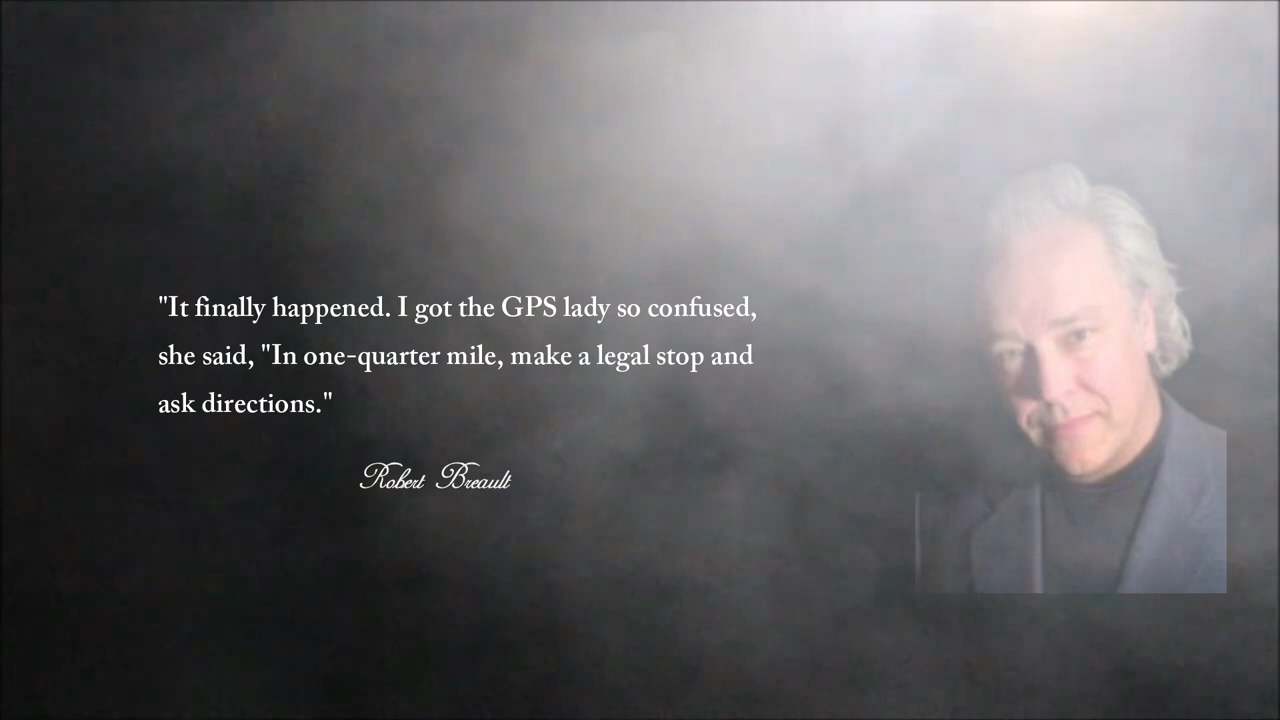 "It finally happened. I got the GPS lady so confused,
she said, "In one-quarter mile, make a legal stop and
ask directions."
Robert Breault